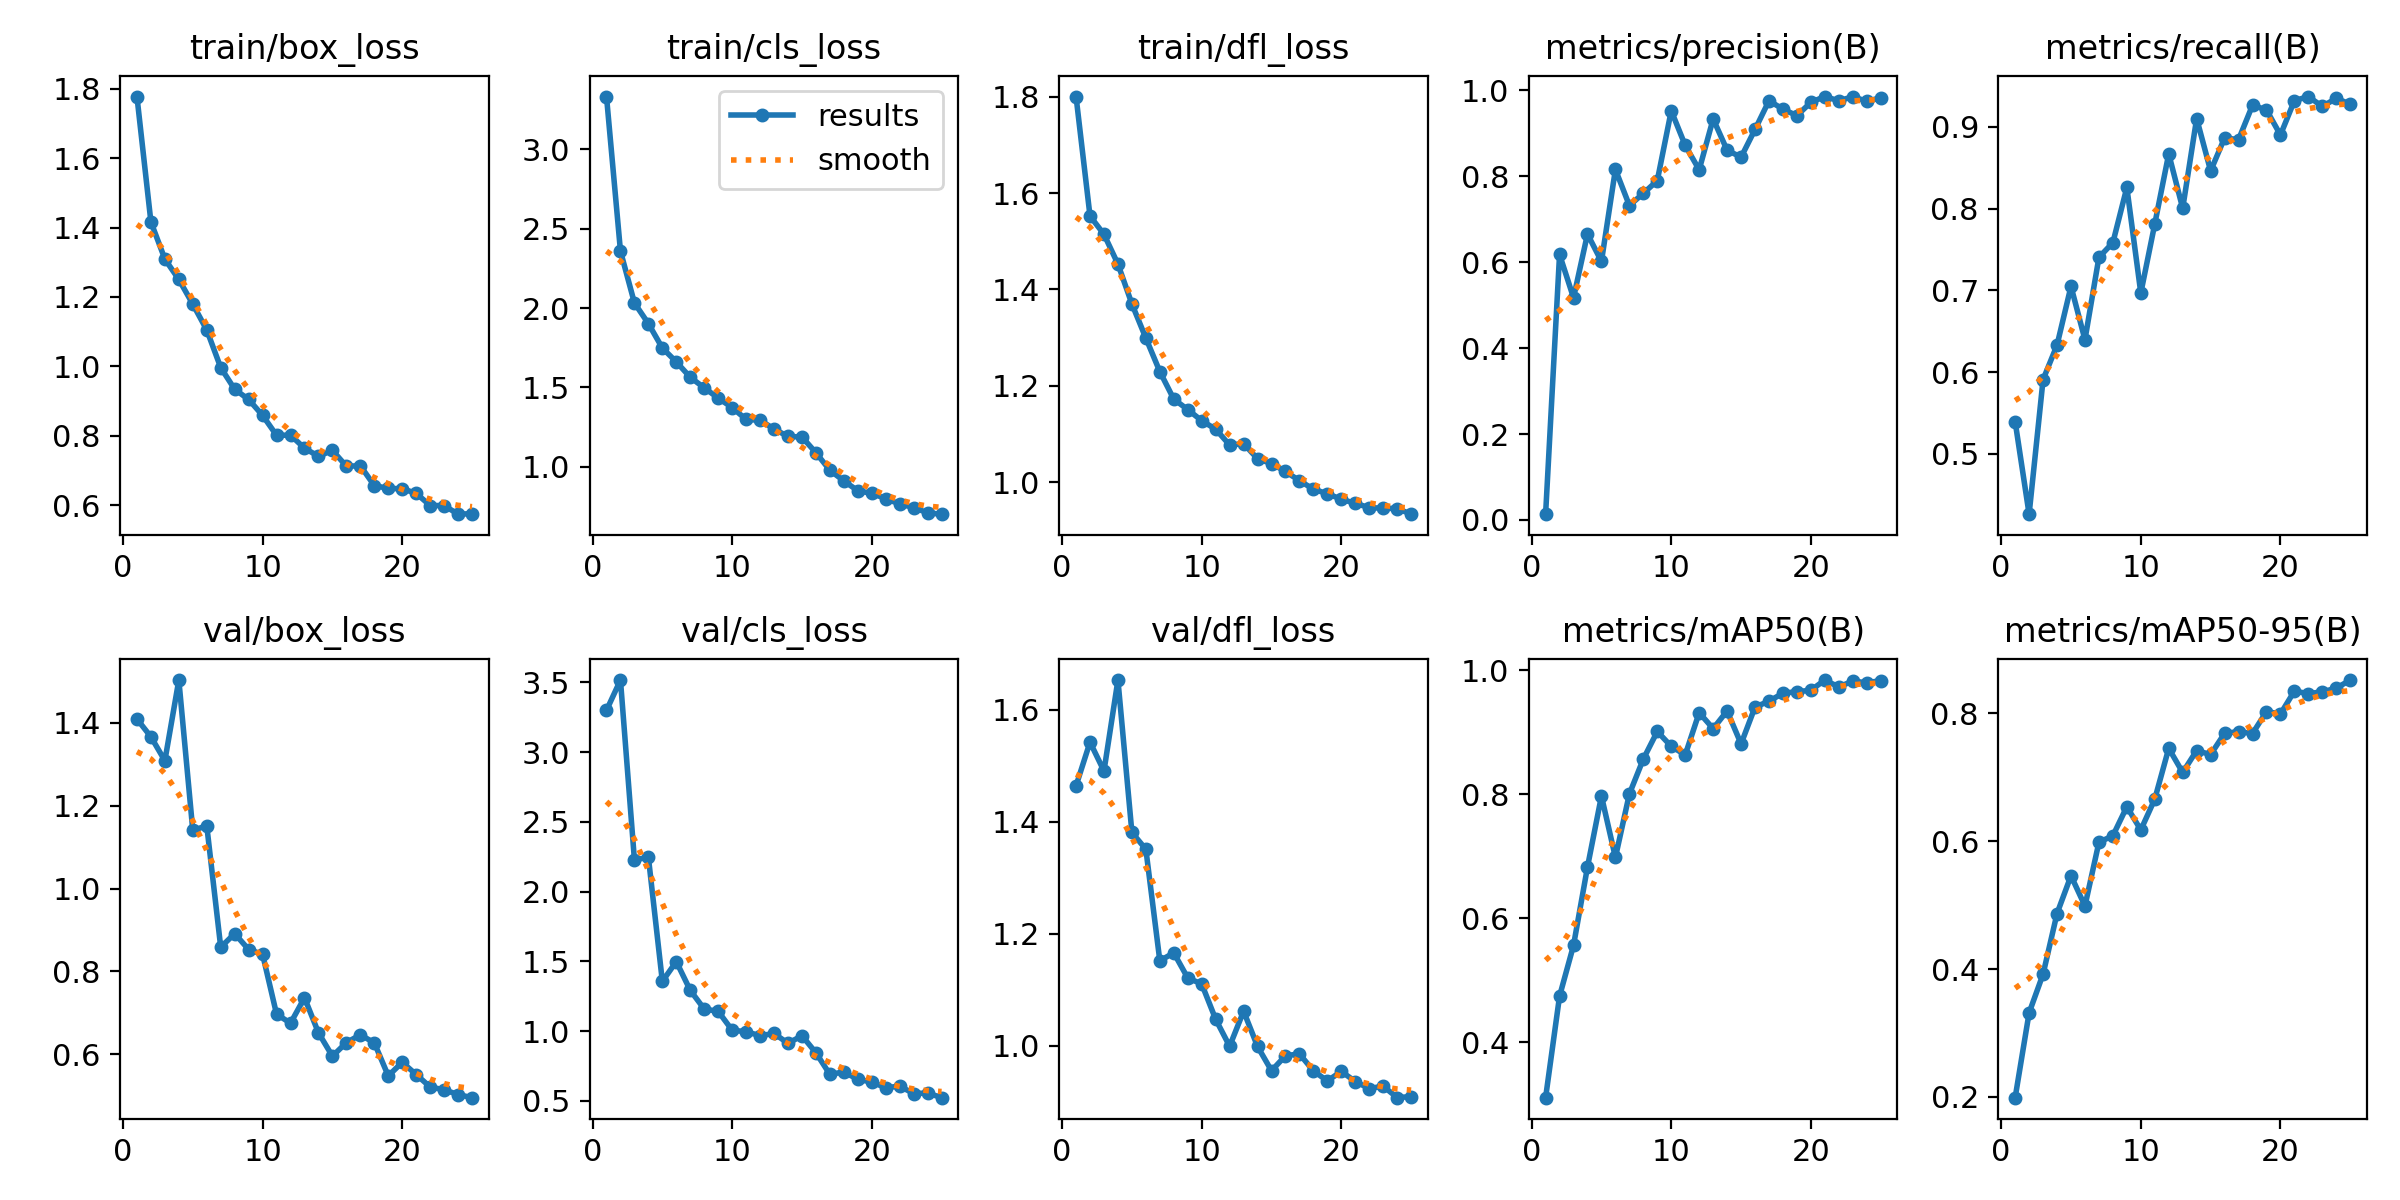 train/box_loss
1.8
1.6
1.4
1.2
1.0
0.8
0.6
0 10 20
train/cls_loss
results
smooth
3.0
2.5
2.0
1.5
1.0
0 10 20
train/dfl_loss
1.8
1.6
1.4
1.2
1.0
0 10 20
metrics/precision(B)
1.0
0.8
0.6
0.4
0.2
0.0
0 10 20
metrics/recall(B)
0.9
0.8
0.7
0.6
0.5
0 10 20
val/box_loss
1.4
1.2
1.0
0.8
0.6
0 10 20
val/cls_loss
3.5
3.0
2.5
2.0
1.5
1.0
0.5
0 10 20
val/dfl_loss
1.6
1.4
1.2
1.0
0 10 20
metrics/mAP50(B)
1.0
0.8
0.6
0.4
0 10 20
metrics/mAP50-95(B)
0.8
0.6
0.4
0.2
0 10 20